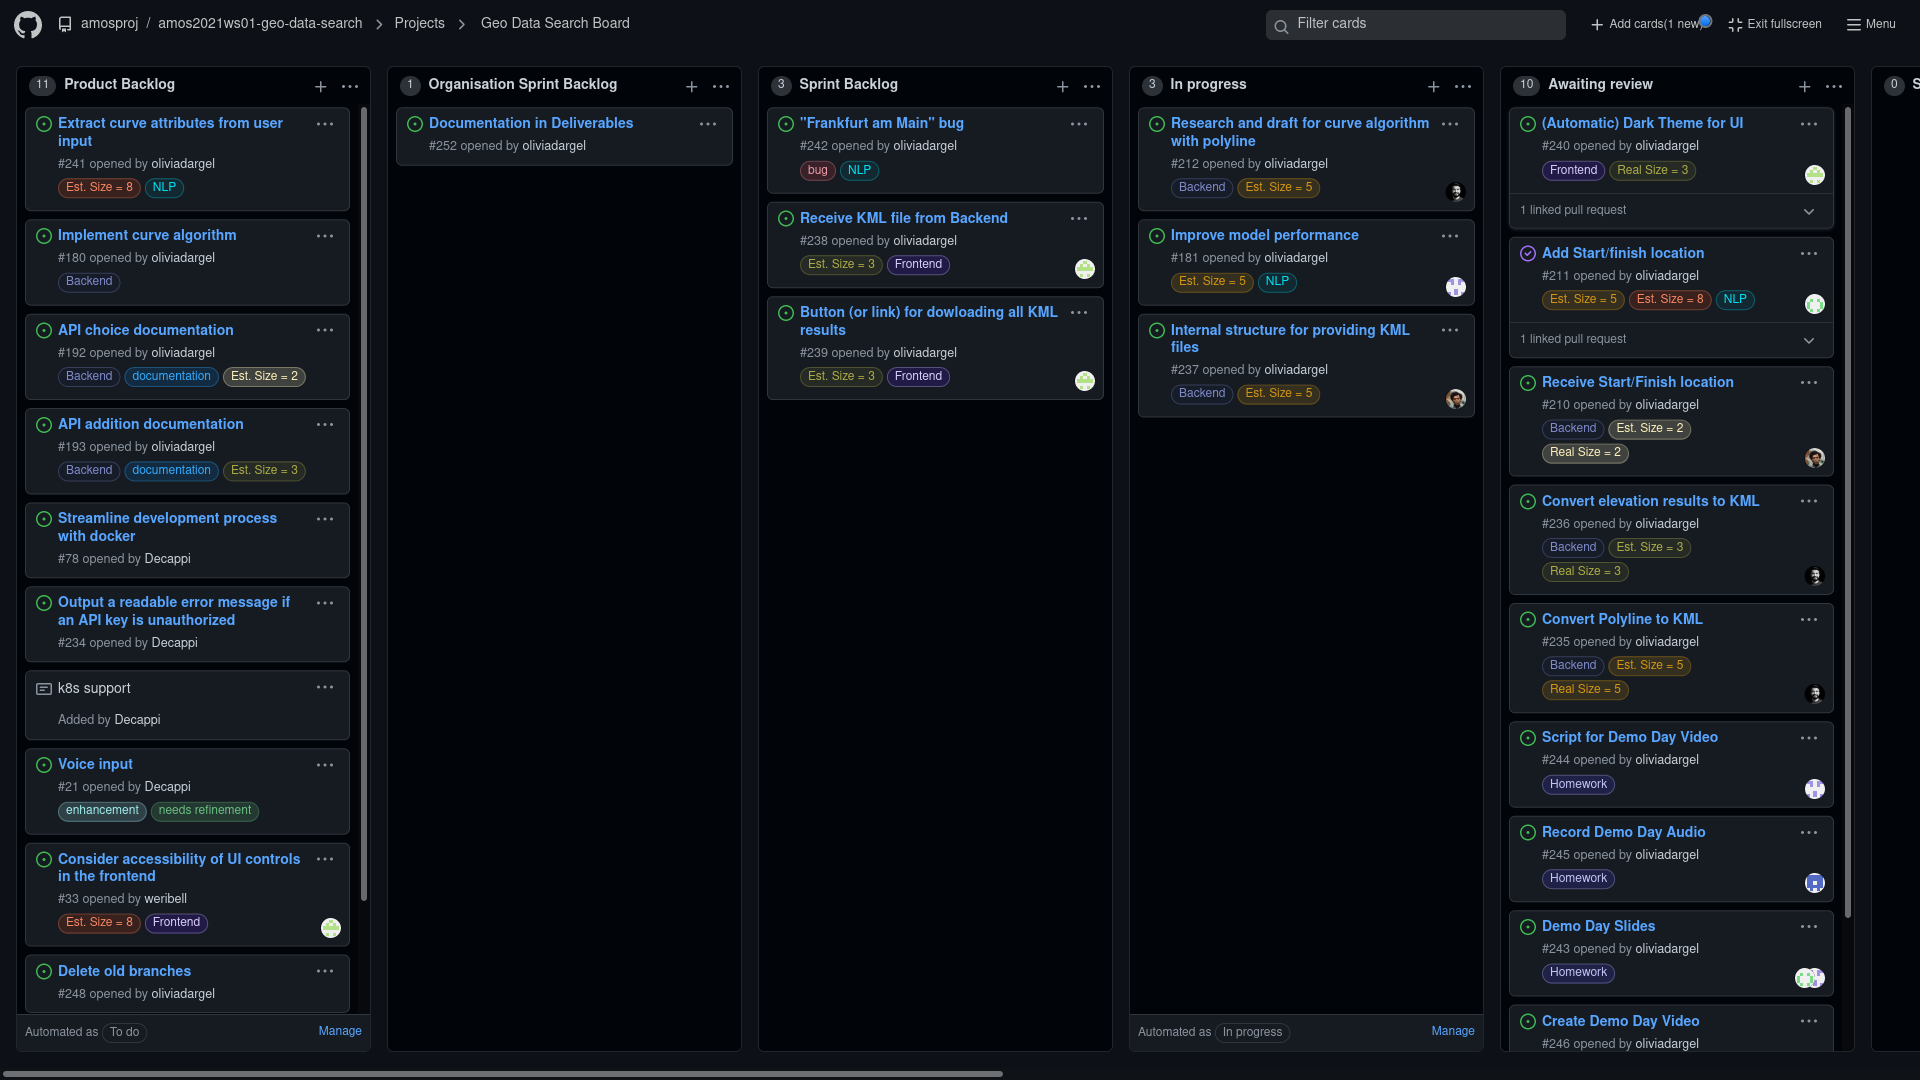 amosproj / amos2021ws01-geo-data-search > Projects > Geo Data Search Board
Filter cards
Add cards(1 new)
Exit fullscreen
Menu
11 Product Backlog
Extract curve attributes from user
input
#241 opened by oliviadargel
Est. Size = 8 NLP
Implement curve algorithm
#180 opened by oliviadargel
Backend
API choice documentation
#192 opened by oliviadargel
Backend documentation Est. Size = 2
API addition documentation
#193 opened by oliviadargel
Backend documentation Est. Size = 3
Streamline development process
with docker
#78 opened by Decappi
Output a readable error message if
an API key is unauthorized
#234 opened by Decappi
k8s support
Added by Decappi
Voice input
#21 opened by Decappi
enhancement needs refinement
Consider accessibility of UI controls
in the frontend
#33 opened by weribell
Est. Size = 8 Frontend
Delete old branches
#248 opened by oliviadargel
Automated as To do Manage
1 Organisation Sprint Backlog
Documentation in Deliverables
#252 opened by oliviadargel
3 Sprint Backlog
"Frankfurt am Main" bug
#242 opened by oliviadargel
bug NLP
Receive KML file from Backend
#238 opened by oliviadargel
Est. Size = 3 Frontend
Button (or link) for dowloading all KML
results
#239 opened by oliviadargel
Est. Size = 3 Frontend
3 In progress
Research and draft for curve algorithm
with polyline
#212 opened by oliviadargel
Backend Est. Size = 5
Improve model performance
#181 opened by oliviadargel
Est. Size = 5 NLP
Internal structure for providing KML
files
#237 opened by oliviadargel
Backend Est. Size = 5
Automated as In progress Manage
10 Awaiting review
(Automatic) Dark Theme for UI
#240 opened by oliviadargel
Frontend Real Size = 3
1 linked pull request
Add Start/finish location
#211 opened by oliviadargel
Est. Size = 5 Est. Size = 8 NLP
1 linked pull request
Receive Start/Finish location
#210 opened by oliviadargel
Backend Est. Size = 2
Real Size = 2
Convert elevation results to KML
#236 opened by oliviadargel
Backend Est. Size = 3
Real Size = 3
Convert Polyline to KML
#235 opened by oliviadargel
Backend Est. Size = 5
Real Size = 5
Script for Demo Day Video
#244 opened by oliviadargel
Homework
Record Demo Day Audio
#245 opened by oliviadargel
Homework
Demo Day Slides
#243 opened by oliviadargel
Homework
Create Demo Day Video
#246 opened by oliviadargel
0